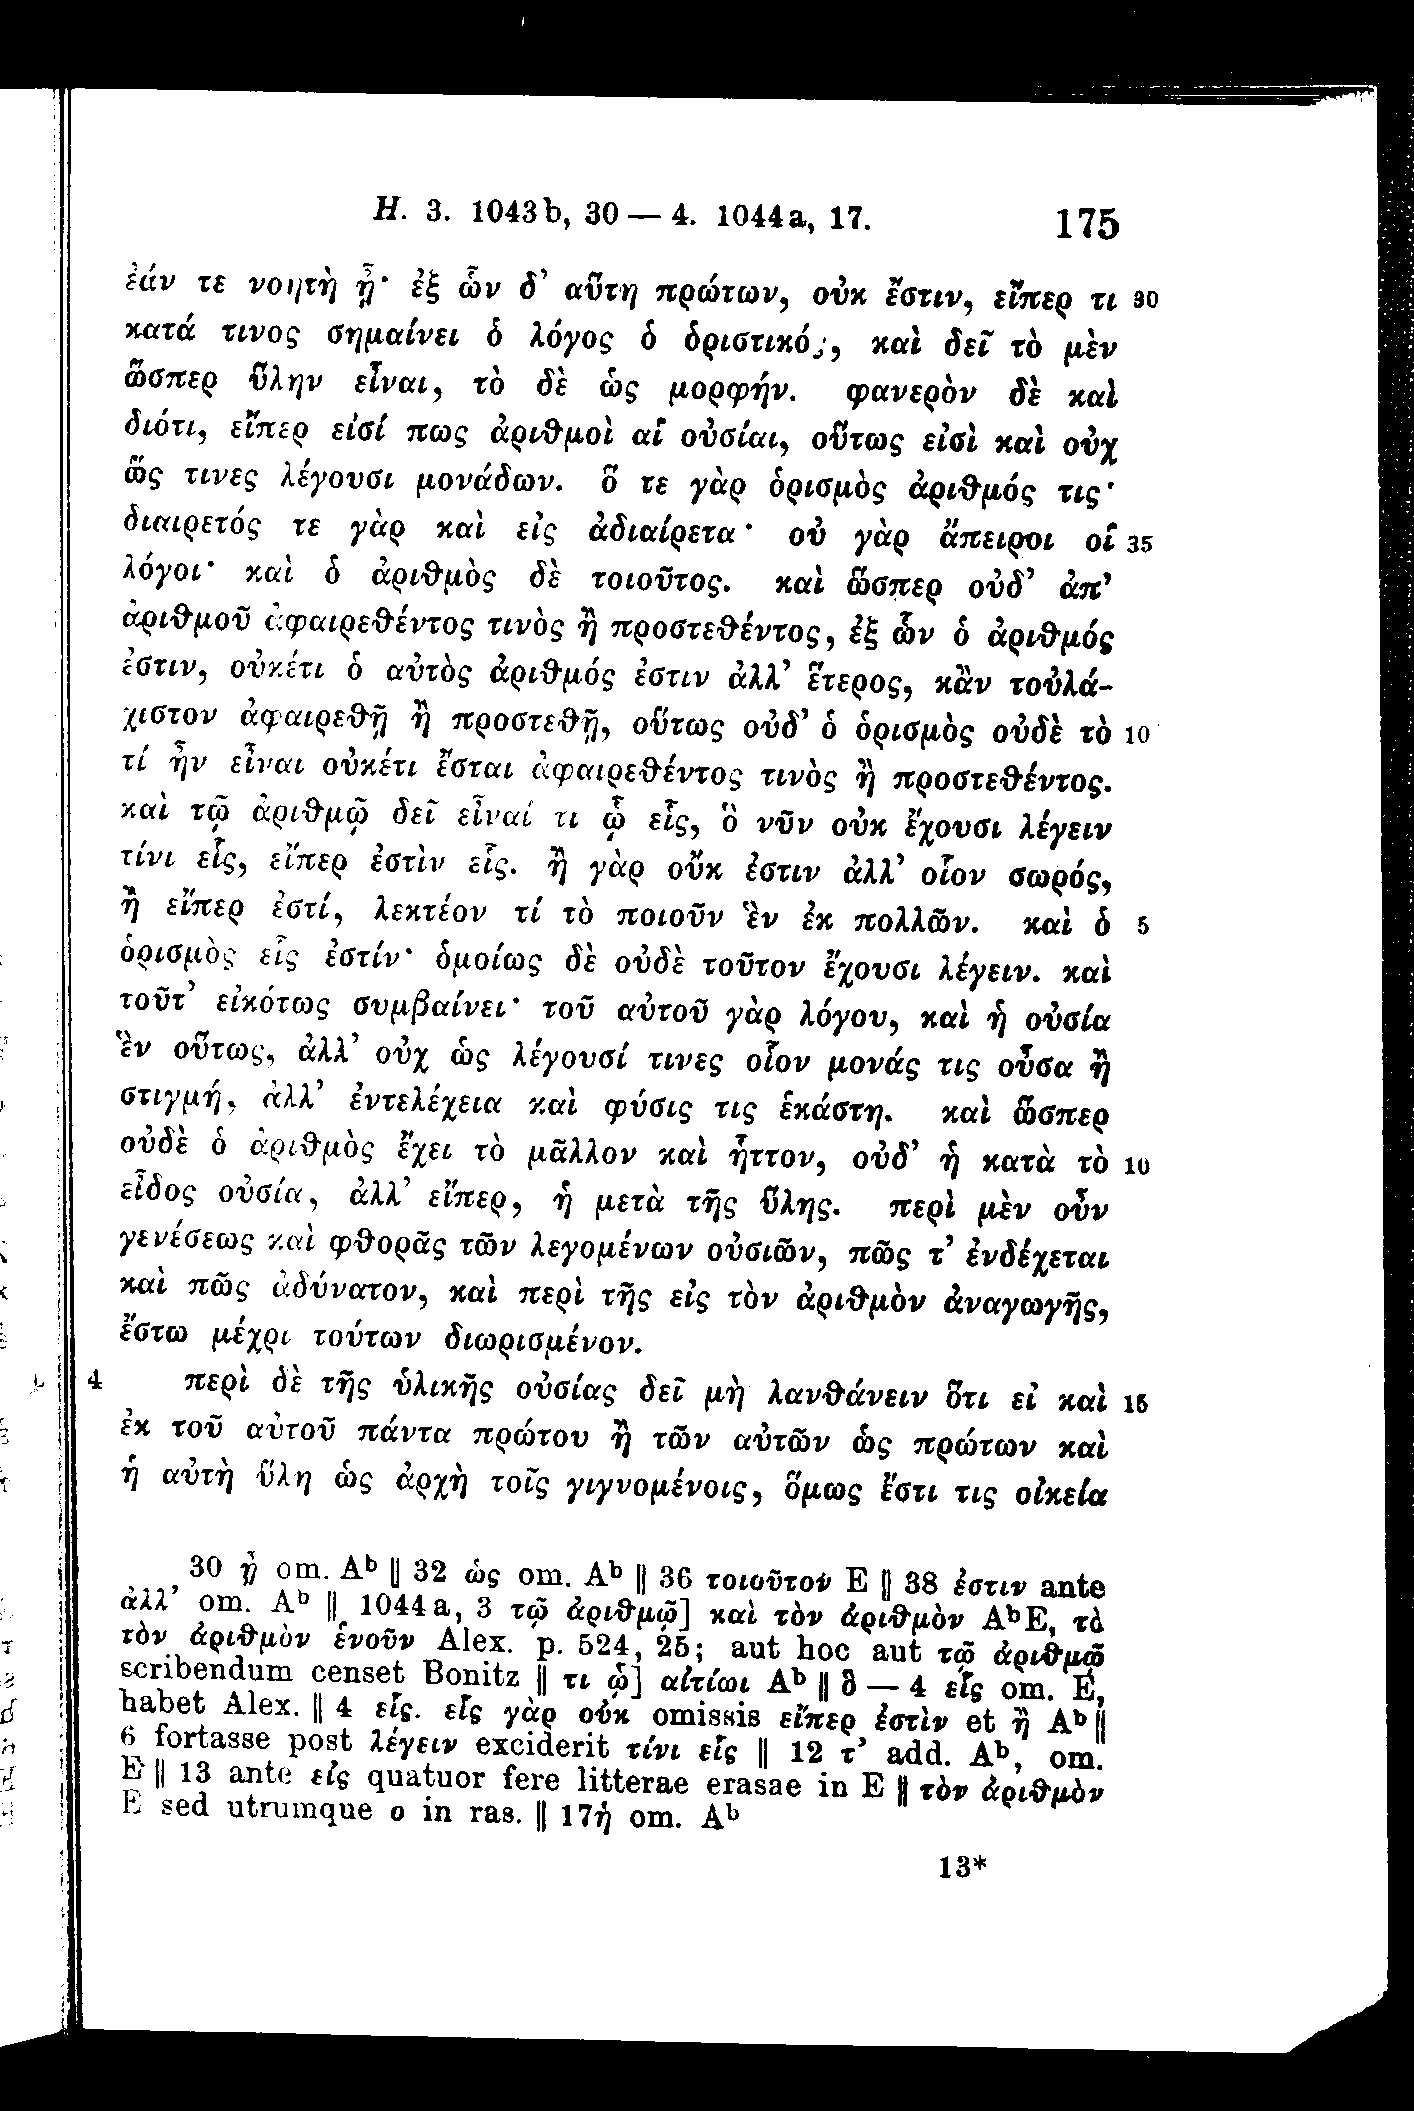 H. 3. 1043b, 30 — 4. 1044a, 17. 175
ἐάν τε νοητὴ ᾖ· ἐξ ὧν δ’ αὕτη πρώτων, οὐκ ἔστιν, εἴπερ τι 30
κατά τινος σημαίνει ὁ λόγος ὁ ὁριστικός, καὶ δεῖ τὸ μὲν
ὥσπερ ὕλην εἶναι, τὸ δὲ ὡς μορφήν. φανερὸν δὲ καὶ
διότι, εἴπερ εἰσί πως ἀριθμοὶ αἱ οὐσίαι, οὕτως εἰσὶ καὶ οὐχ
ὥς τινες λέγουσι μονάδων. ὅ τε γὰρ ὁρισμὸς ἀριθμός τις·
διαιρετός τε γὰρ καὶ εἰς ἀδιαίρετα· οὐ γὰρ ἄπειροι οἱ 35
λόγοι· καὶ ὁ ἀριθμὸς δὲ τοιοῦτος. καὶ ὥσπερ οὐδ’ ἀπ’
ἀριθμοῦ ἀφαιρεθέντος τινὸς ἢ προστεθέντος, ἐξ ὧν ὁ ἀριθμός
ἐστιν, οὐκέτι ὁ αὐτὸς ἀριθμός ἐστιν ἀλλ’ ἕτερος, κἂν τοὐλά-
χιστον ἀφαιρεθῇ ἢ προστεθῇ, οὕτως οὐδ’ ὁ ὁρισμὸς οὐδὲ τὸ 10
τί ἦν εἶναι οὐκέτι ἔσται ἀφαιρεθέντος τινὸς ἢ προστεθέντος.
καὶ τῷ ἀριθμῷ δεῖ εἶναί τι ᾧ εἷς, ὃ νῦν οὐκ ἔχουσι λέγειν
τίνι εἷς, εἴπερ ἐστὶν εἷς. ἢ γὰρ οὔκ ἐστιν ἀλλ’ οἷον σωρός,
ἢ εἴπερ ἐστί, λεκτέον τί τὸ ποιοῦν ἓν ἐκ πολλῶν. καὶ ὁ 5
ὁρισμὸς εἷς ἐστίν· ὁμοίως δὲ οὐδὲ τοῦτον ἔχουσι λέγειν. καὶ
τοῦτ’ εἰκότως συμβαίνει· τοῦ αὐτοῦ γὰρ λόγου, καὶ ἡ οὐσία
ἓν οὕτως, ἀλλ’ οὐχ ὡς λέγουσί τινες οἷον μονάς τις οὖσα ἢ
στιγμή, ἀλλ’ ἐντελέχεια καὶ φύσις τις ἑκάστη. καὶ ὥσπερ
οὐδὲ ὁ ἀριθμὸς ἔχει τὸ μᾶλλον καὶ ἧττον, οὐδ’ ἡ κατὰ τὸ 10
εἶδος οὐσία, ἀλλ’ εἴπερ, ἡ μετὰ τῆς ὕλης. περὶ μὲν οὖν
γενέσεως καὶ φθορᾶς τῶν λεγομένων οὐσιῶν, πῶς τ’ ἐνδέχεται
καὶ πῶς ἀδύνατον, καὶ περὶ τῆς εἰς τὸν ἀριθμὸν ἀναγωγῆς,
ἔστω μέχρι τούτων διωρισμένον.
4 περὶ δὲ τῆς ὑλικῆς οὐσίας δεῖ μὴ λανθάνειν ὅτι εἰ καὶ 15
ἐκ τοῦ αὐτοῦ πάντα πρώτου ἢ τῶν αὐτῶν ὡς πρώτων καὶ
ἡ αὐτὴ ὕλη ὡς ἀρχὴ τοῖς γιγνομένοις, ὅμως ἔστι τις οἰκεία
30 ᾖ om. Aᵇ ‖ 32 ὡς om. Aᵇ ‖ 36 τοιοῦτον E ‖ 38 ἐστιν ante
ἀλλ’ om. Aᵇ ‖ 1044a, 3 τῷ ἀριθμῷ] καὶ τὸν ἀριθμὸν AᵇE, τὸ
τὸν ἀριθμὸν ἑνοῦν Alex. p. 524, 25; aut hoc aut τῷ ἀριθμῷ
scribendum censet Bonitz ‖ τι ᾧ] αἰτίωι Aᵇ ‖ ὃ — 4 εἷς om. E,
habet Alex. ‖ 4 εἷς. εἷς γὰρ οὐκ omissis εἴπερ ἐστὶν et ἢ Aᵇ ‖
6 fortasse post λέγειν exciderit τίνι εἷς ‖ 12 τ’ add. Aᵇ, om.
E ‖ 13 ante εἰς quatuor fere litterae erasae in E ‖ τὸν ἀριθμὸν
E sed utrumque ο in ras. ‖ 17 ἡ om. Aᵇ
13*